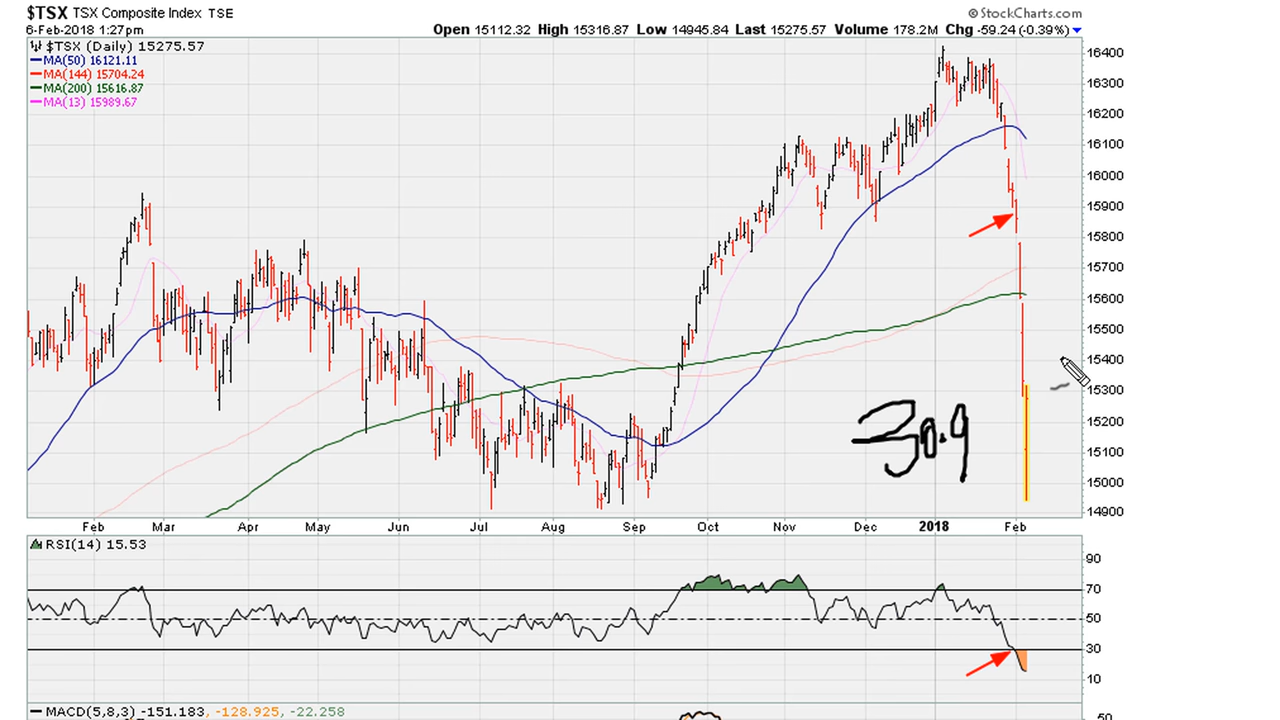 $TSX TSX Composite Index TSE
© StockCharts.com
6-Feb-2018 1:27pm
Open 15112.32 High 15316.87 Low 14945.84 Last 15275.57 Volume 178.2M Chg -59.24 (-0.39%)
$TSX (Daily) 15275.57
MA(50) 16121.11
MA(144) 15704.24
MA(200) 15616.87
MA(13) 15989.67
16400
16300
16200
16100
16000
15900
15800
15700
15600
15500
15400
15300
15200
15100
15000
14900
30.9
Feb Mar Apr May Jun Jul Aug Sep Oct Nov Dec 2018 Feb
RSI(14) 15.53
90
70
50
30
10
MACD(5,8,3) -151.183, -128.925, -22.258
50